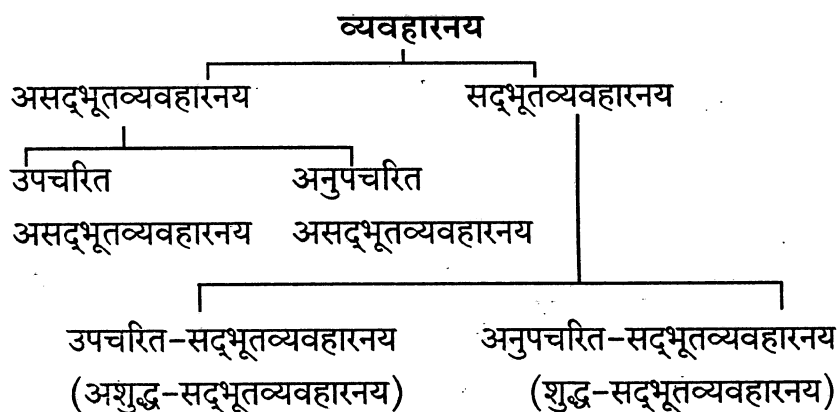 व्यवहारनय
असद्‌भूतव्यवहारनय सद्‌भूतव्यवहारनय
उपचरित अनुपचरित
असद्‌भूतव्यवहारनय असद्‌भूतव्यवहारनय
उपचरित-सद्‌भूतव्यवहारनय अनुपचरित-सद्‌भूतव्यवहारनय
(अशुद्ध-सद्‌भूतव्यवहारनय) (शुद्ध-सद्‌भूतव्यवहारनय)